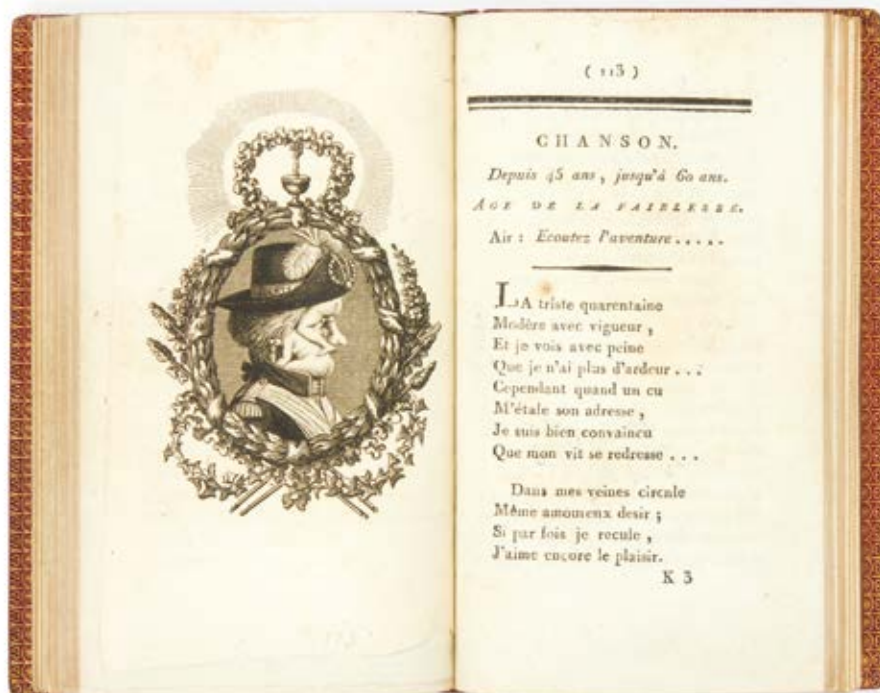 ( 113 )
CHANSON.
Depuis 45 ans, jusqu'à 60 ans.
AGE DE LA FAIBLESSE.
Air : Ecoutez l'aventure.....
LA triste quarentaine
Modère avec vigueur,
Et je vois avec peine
Que je n'ai plus d'ardeur...
Cependant quand un cu
M'étale son adresse,
Je suis bien convaincu
Que mon vit se redresse...
Dans mes veines circule
Même amoureux desir ;
Si par fois je recule,
J'aime encore le plaisir.
K 3